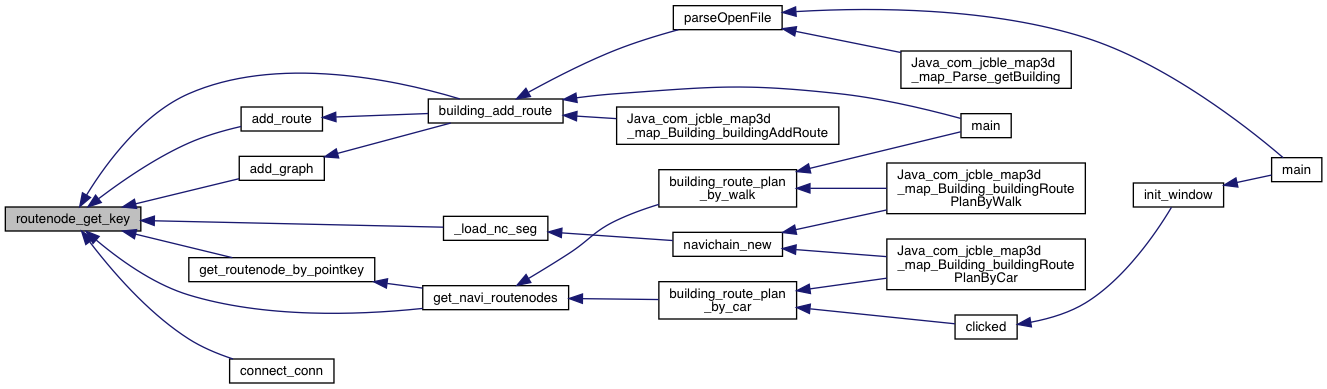 parseOpenFile
Java_com_jcble_map3d
_map_Parse_getBuilding
building_add_route
add_route
Java_com_jcble_map3d
_map_Building_buildingAddRoute
main
add_graph
main
building_route_plan
_by_walk
Java_com_jcble_map3d
_map_Building_buildingRoute
PlanByWalk
init_window
routenode_get_key
_load_nc_seg
navichain_new
Java_com_jcble_map3d
_map_Building_buildingRoute
PlanByCar
get_routenode_by_pointkey
get_navi_routenodes
building_route_plan
_by_car
clicked
connect_conn